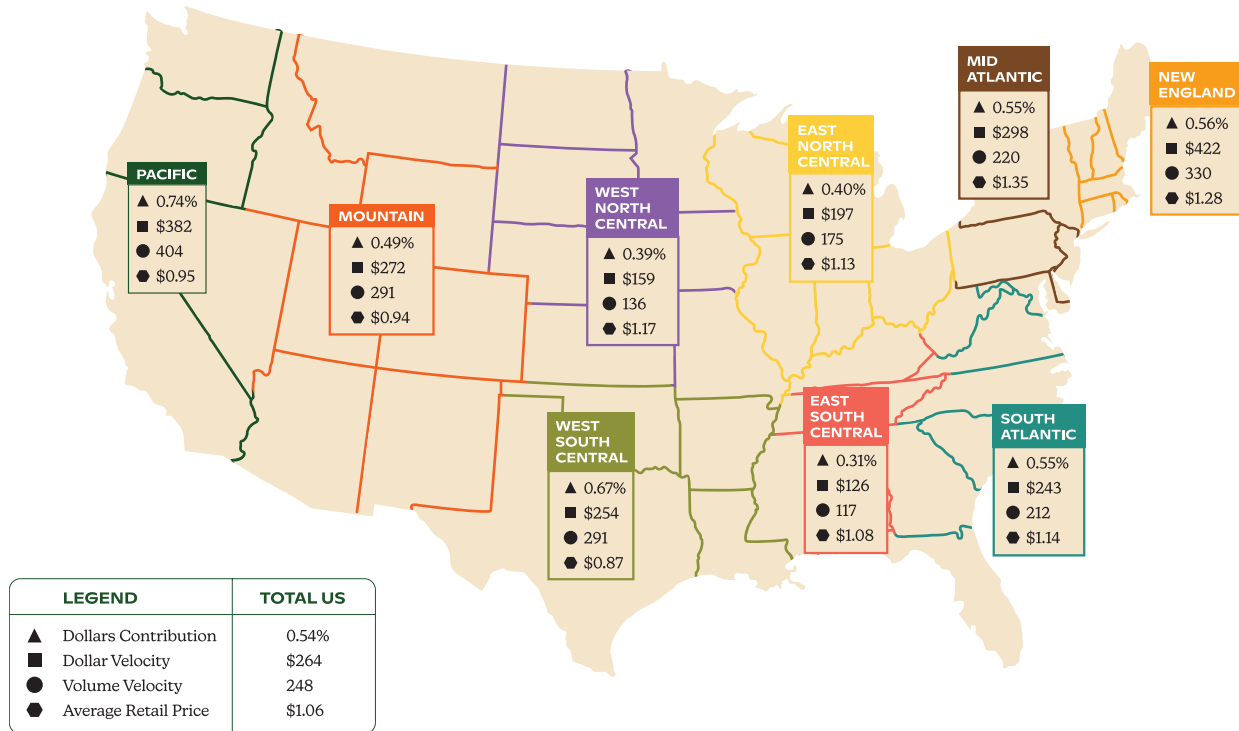 MID
ATLANTIC
0.55%
$298
220
$1.35
NEW
ENGLAND
0.56%
$422
330
$1.28
EAST
NORTH
CENTRAL
0.40%
$197
175
$1.13
PACIFIC
0.74%
$382
404
$0.95
WEST
NORTH
CENTRAL
0.39%
$159
136
$1.17
MOUNTAIN
0.49%
$272
291
$0.94
EAST
SOUTH
CENTRAL
0.31%
$126
117
$1.08
SOUTH
ATLANTIC
0.55%
$243
212
$1.14
WEST
SOUTH
CENTRAL
0.67%
$254
291
$0.87
LEGEND TOTAL US
Dollars Contribution 0.54%
Dollar Velocity $264
Volume Velocity 248
Average Retail Price $1.06